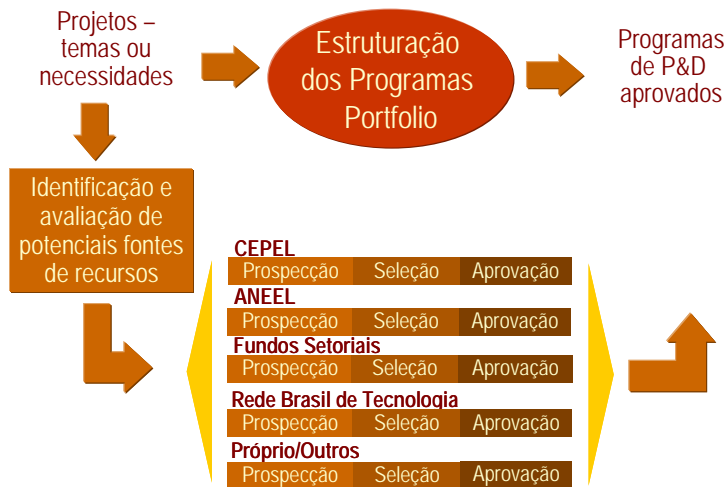 Projetos –
temas ou
necessidades
Estruturação
dos Programas
Portfolio
Programas
de P&D
aprovados
Identificação e
avaliação de
potenciais fontes
de recursos
CEPEL
Prospecção Seleção Aprovação
ANEEL
Prospecção Seleção Aprovação
Fundos Setoriais
Prospecção Seleção Aprovação
Rede Brasil de Tecnologia
Prospecção Seleção Aprovação
Próprio/Outros
Prospecção Seleção Aprovação